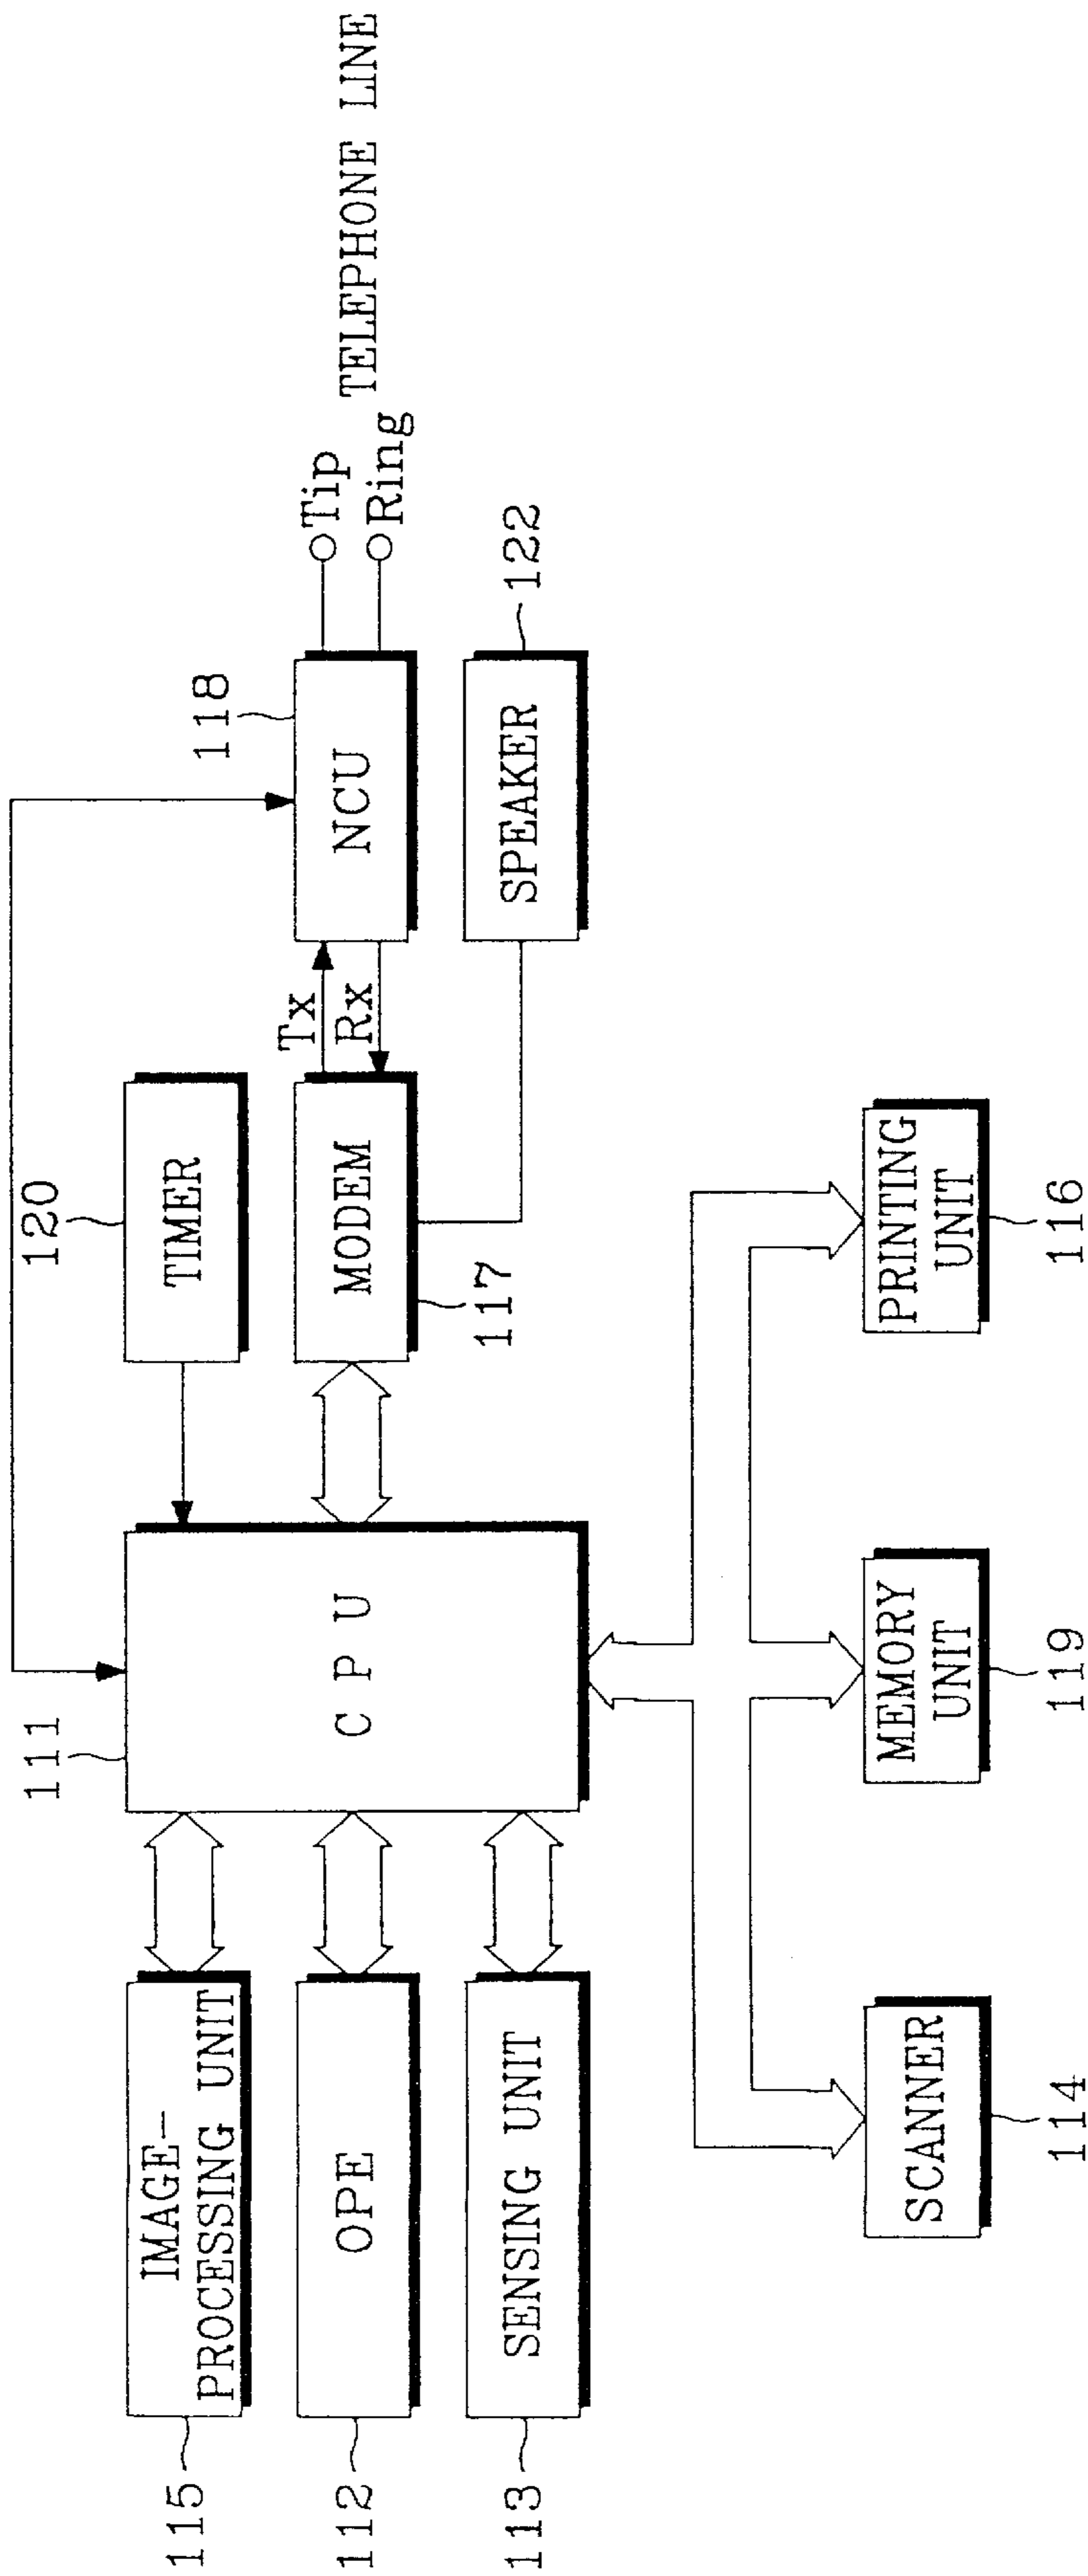 111
120
118
115
IMAGE-
PROCESSING UNIT
TIMER
112
OPE
C P U
MODEM
117
Tx
Rx
NCU
Tip
Ring
TELEPHONE LINE
113
SENSING UNIT
SPEAKER
122
SCANNER
114
MEMORY
UNIT
119
PRINTING
UNIT
116